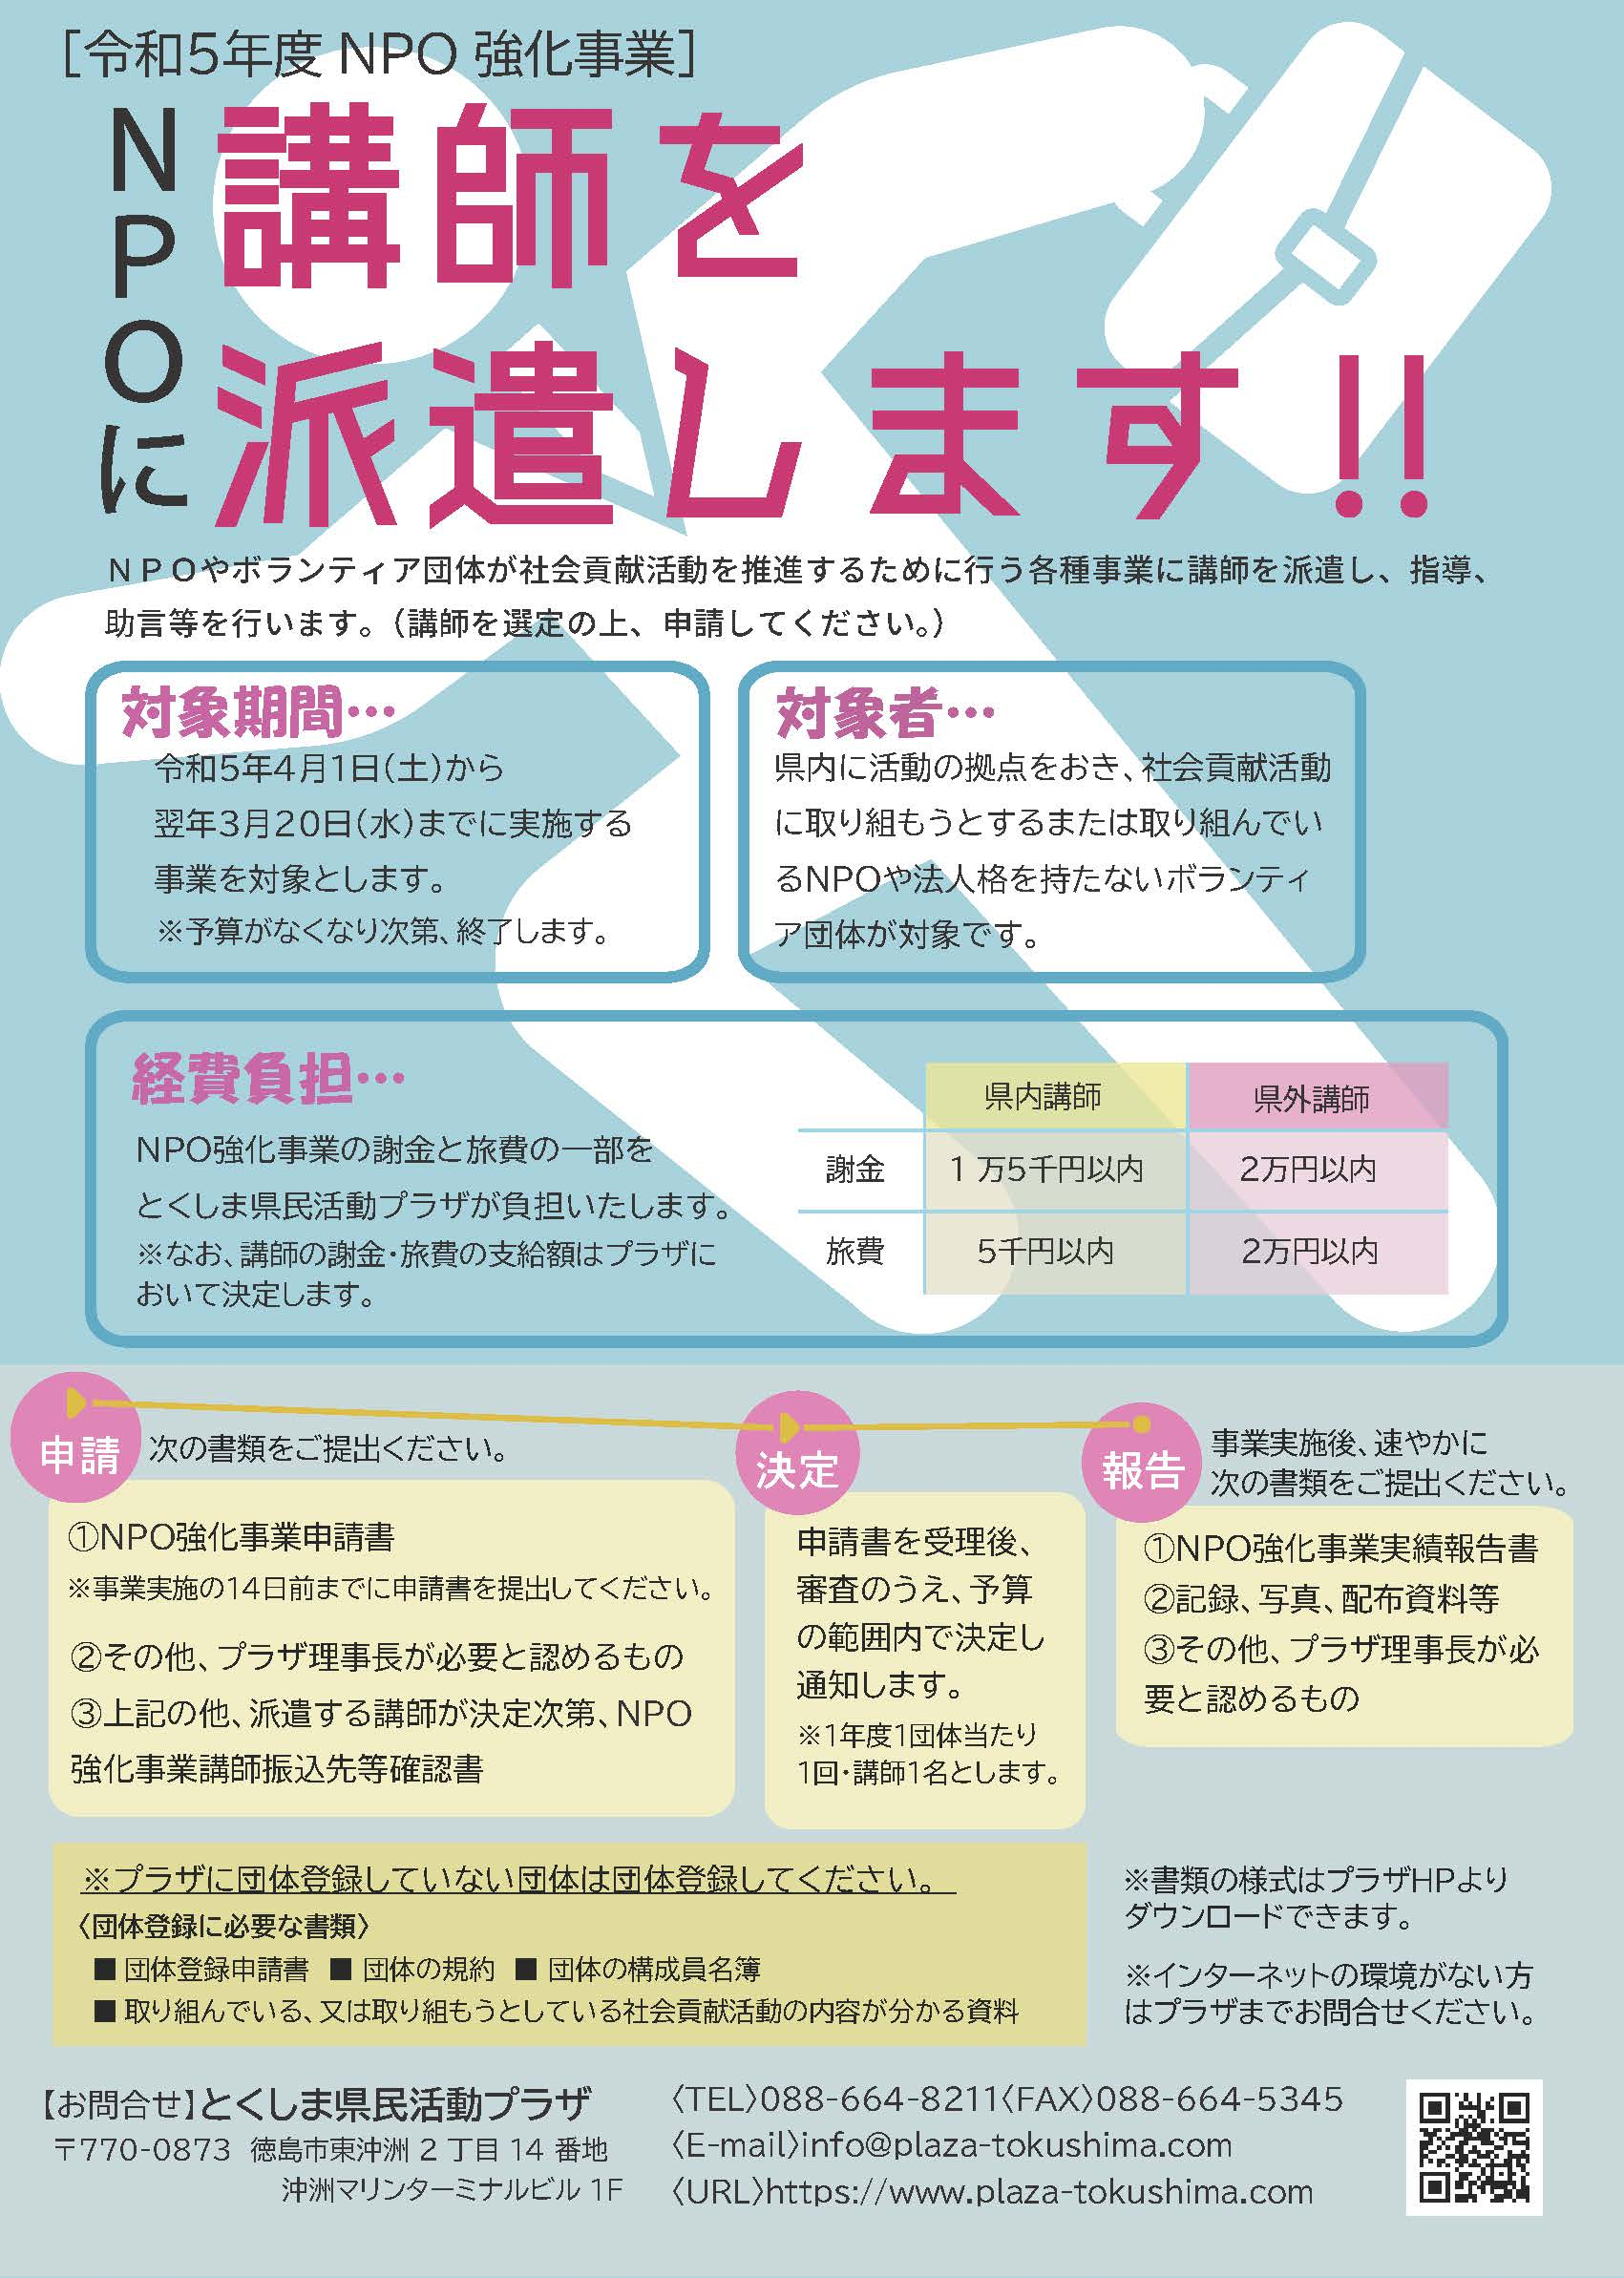 [令和5年度 NPO 強化事業]
NPOに
講師を
派遣します!!
NPOやボランティア団体が社会貢献活動を推進するために行う各種事業に講師を派遣し、指導、
助言等を行います。(講師を選定の上、申請してください。)
対象期間…
令和5年4月1日(土)から
翌年3月20日(水)までに実施する
事業を対象とします。
※予算がなくなり次第、終了します。
対象者…
県内に活動の拠点をおき、社会貢献活動
に取り組もうとするまたは取り組んでい
るNPOや法人格を持たないボランティ
ア団体が対象です。
経費負担…
NPO強化事業の謝金と旅費の一部を
とくしま県民活動プラザが負担いたします。
※なお、講師の謝金・旅費の支給額はプラザに
おいて決定します。
県内講師 県外講師
謝金 1万5千円以内 2万円以内
旅費 5千円以内 2万円以内
申請 次の書類をご提出ください。
①NPO強化事業申請書
※事業実施の14日前までに申請書を提出してください。
②その他、プラザ理事長が必要と認めるもの
③上記の他、派遣する講師が決定次第、NPO
強化事業講師振込先等確認書
決定
申請書を受理後、
審査のうえ、予算
の範囲内で決定し
通知します。
※1年度1団体当たり
1回・講師1名とします。
報告
事業実施後、速やかに
次の書類をご提出ください。
①NPO強化事業実績報告書
②記録、写真、配布資料等
③その他、プラザ理事長が必
要と認めるもの
※プラザに団体登録していない団体は団体登録してください。
〈団体登録に必要な書類〉
■ 団体登録申請書 ■ 団体の規約 ■ 団体の構成員名簿
■ 取り組んでいる、又は取り組もうとしている社会貢献活動の内容が分かる資料
※書類の様式はプラザHPより
ダウンロードできます。
※インターネットの環境がない方
はプラザまでお問合せください。
【お問合せ】とくしま県民活動プラザ
〒770-0873 徳島市東沖洲 2 丁目 14 番地
沖洲マリンターミナルビル 1F
〈TEL〉088-664-8211〈FAX〉088-664-5345
〈E-mail〉info@plaza-tokushima.com
〈URL〉https://www.plaza-tokushima.com